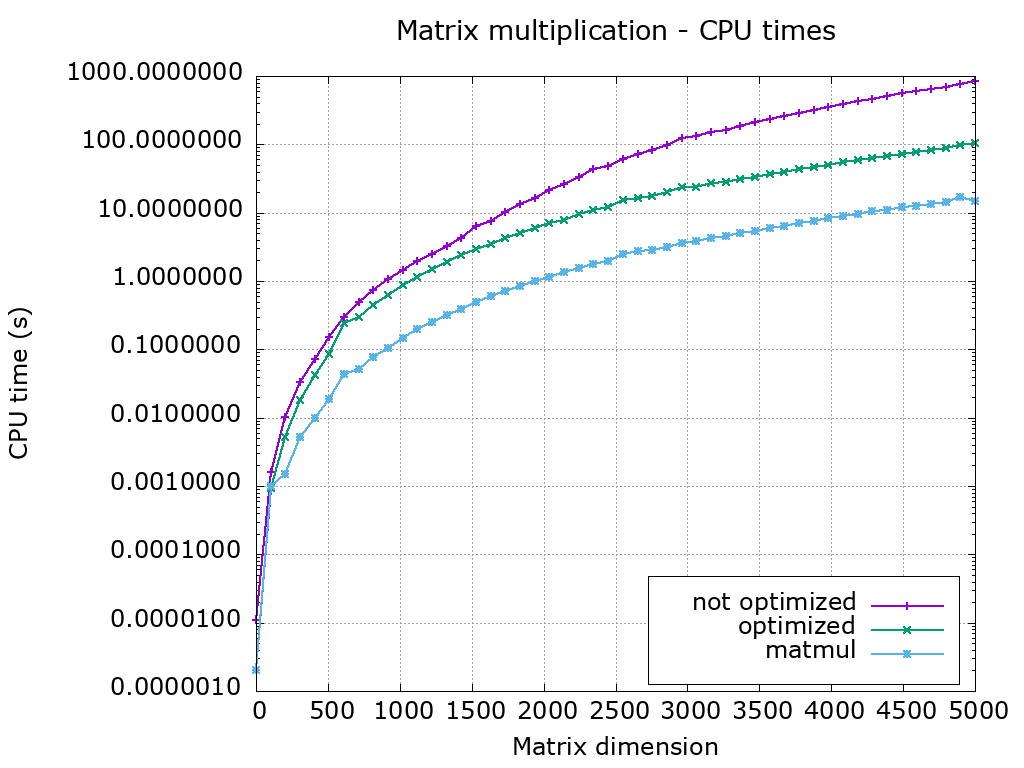 Matrix multiplication - CPU times
1000.0000000
100.0000000
10.0000000
1.0000000
0.1000000
0.0100000
0.0010000
0.0001000
0.0000100
0.0000010
CPU time (s)
not optimized
optimized
matmul
0 500 1000 1500 2000 2500 3000 3500 4000 4500 5000
Matrix dimension